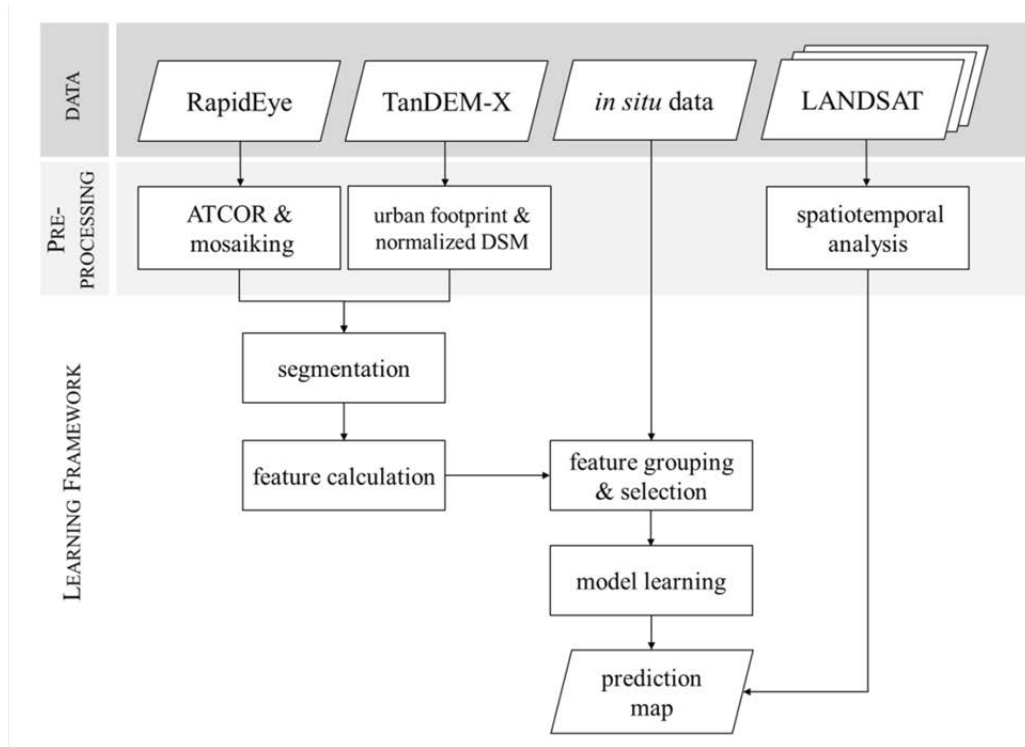 DATA
RapidEye
TanDEM-X
in situ data
LANDSAT
PRE-
PROCESSING
ATCOR &
mosaiking
urban footprint &
normalized DSM
spatiotemporal
analysis
LEARNING FRAMEWORK
segmentation
feature calculation
feature grouping
& selection
model learning
prediction
map